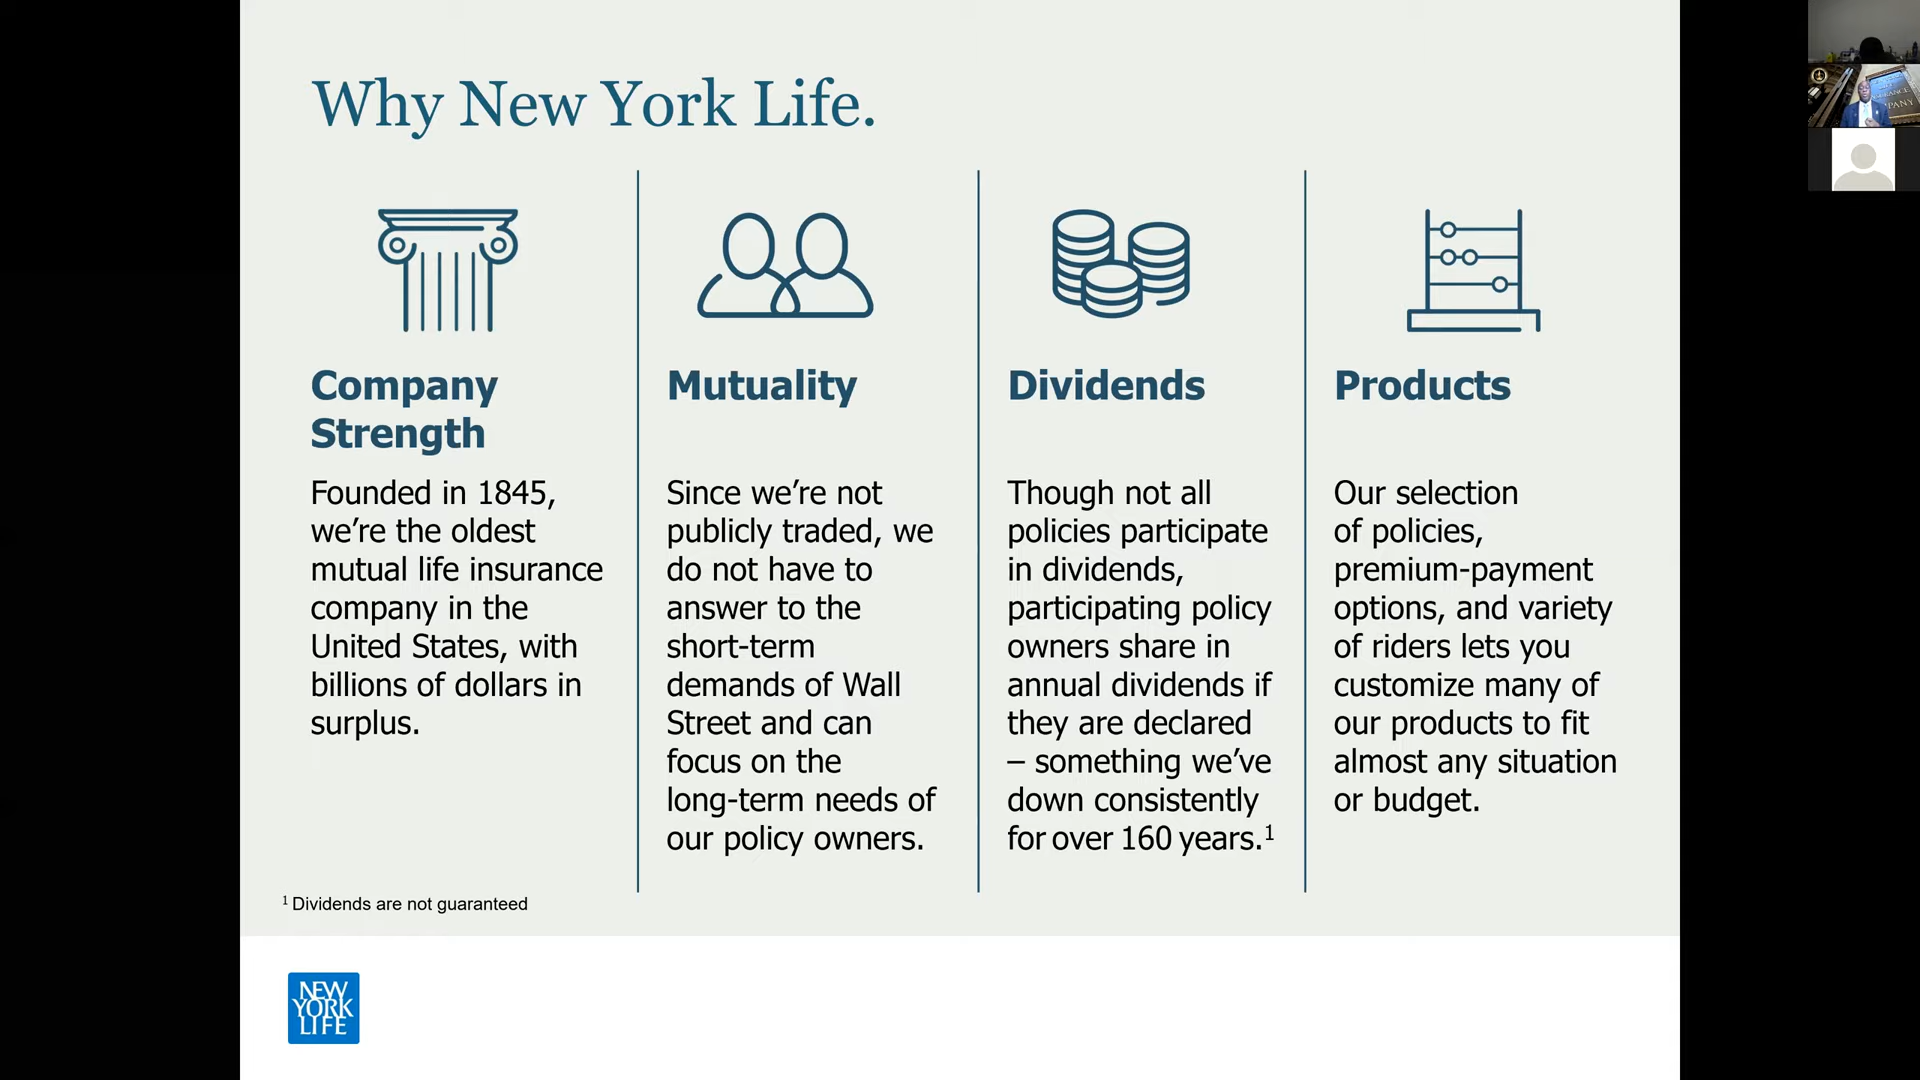 Why New York Life.
Company
Strength
Founded in 1845,
we’re the oldest
mutual life insurance
company in the
United States, with
billions of dollars in
surplus.
Mutuality
Since we’re not
publicly traded, we
do not have to
answer to the
short-term
demands of Wall
Street and can
focus on the
long-term needs of
our policy owners.
Dividends
Though not all
policies participate
in dividends,
participating policy
owners share in
annual dividends if
they are declared
– something we’ve
down consistently
for over 160 years.¹
Products
Our selection
of policies,
premium-payment
options, and variety
of riders lets you
customize many of
our products to fit
almost any situation
or budget.
¹ Dividends are not guaranteed
NEW
YORK
LIFE